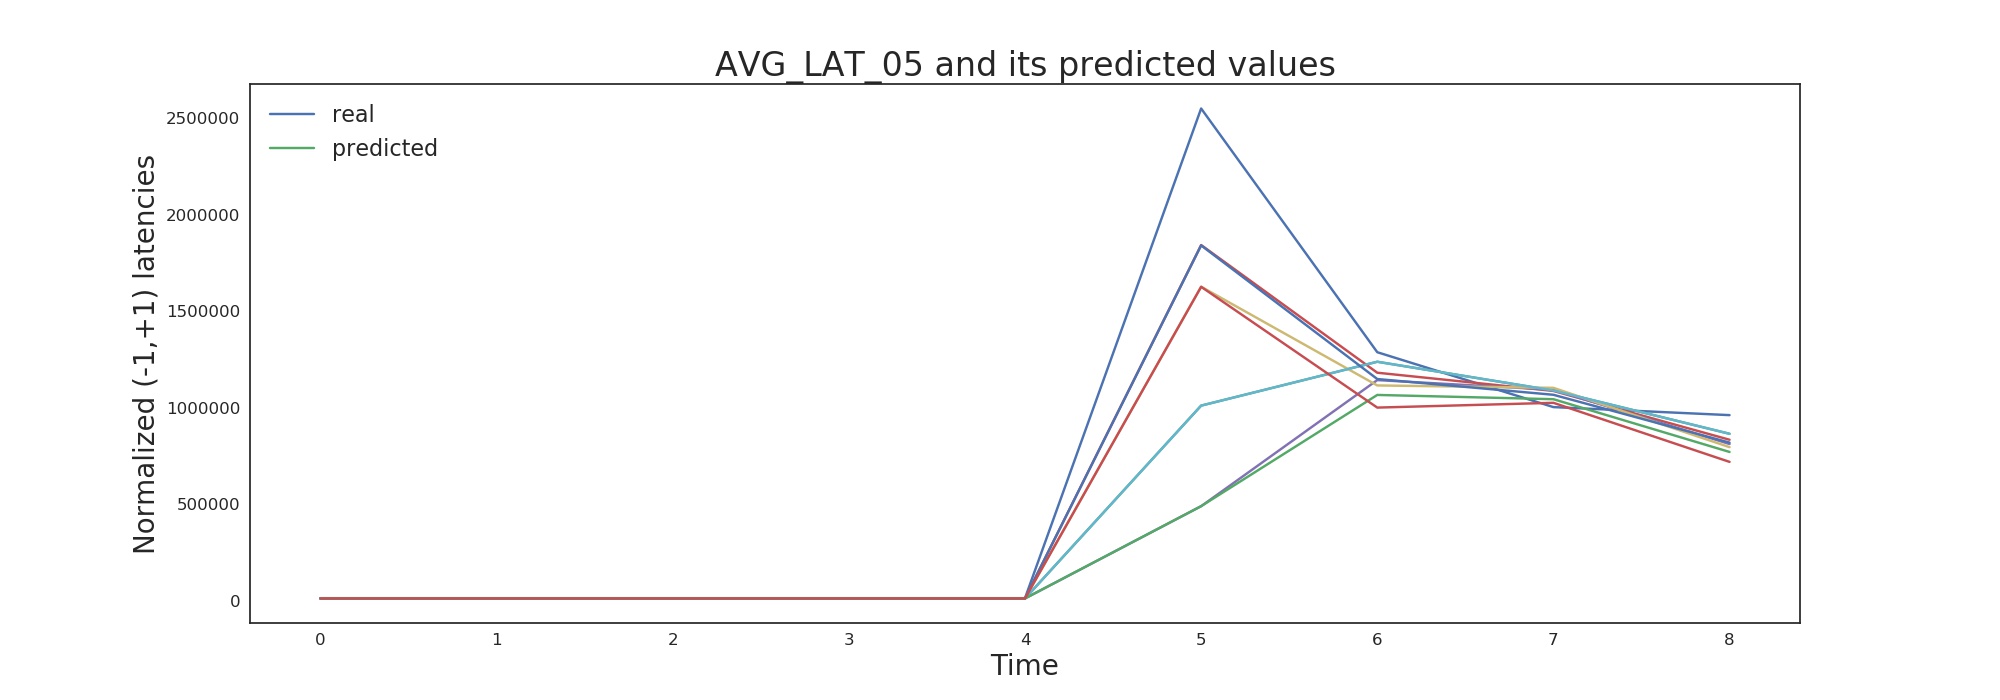 AVG_LAT_05 and its predicted values
real
predicted
Normalized (-1,+1) latencies
2500000
2000000
1500000
1000000
500000
0
0 1 2 3 4 5 6 7 8
Time